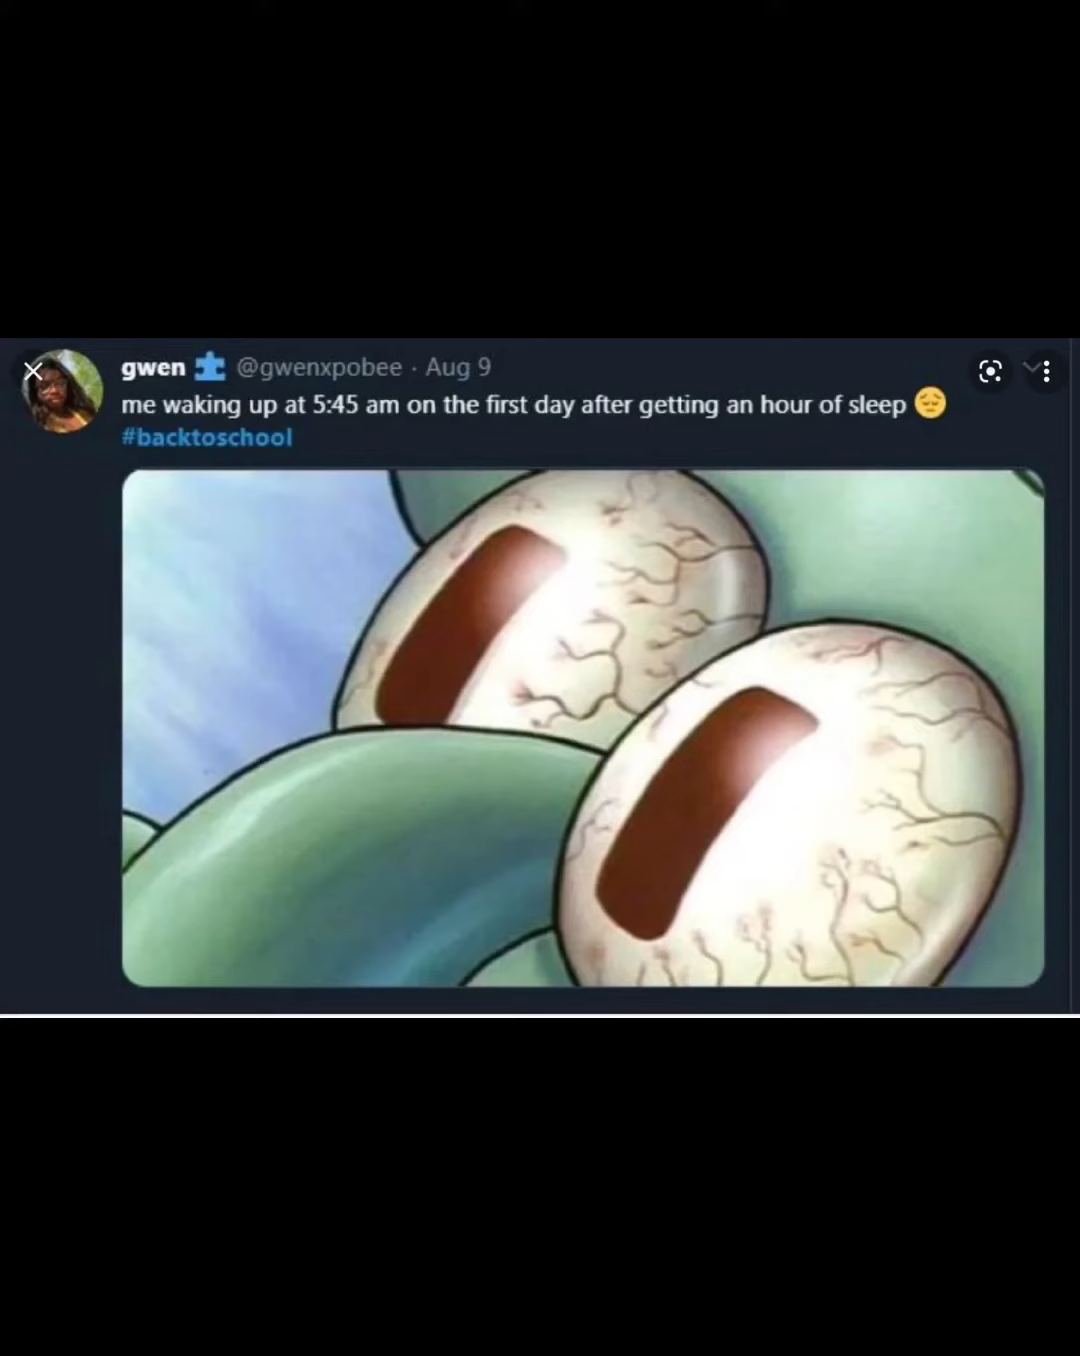 gwen @gwenxpobee · Aug 9
me waking up at 5:45 am on the first day after getting an hour of sleep 😔
#backtoschool